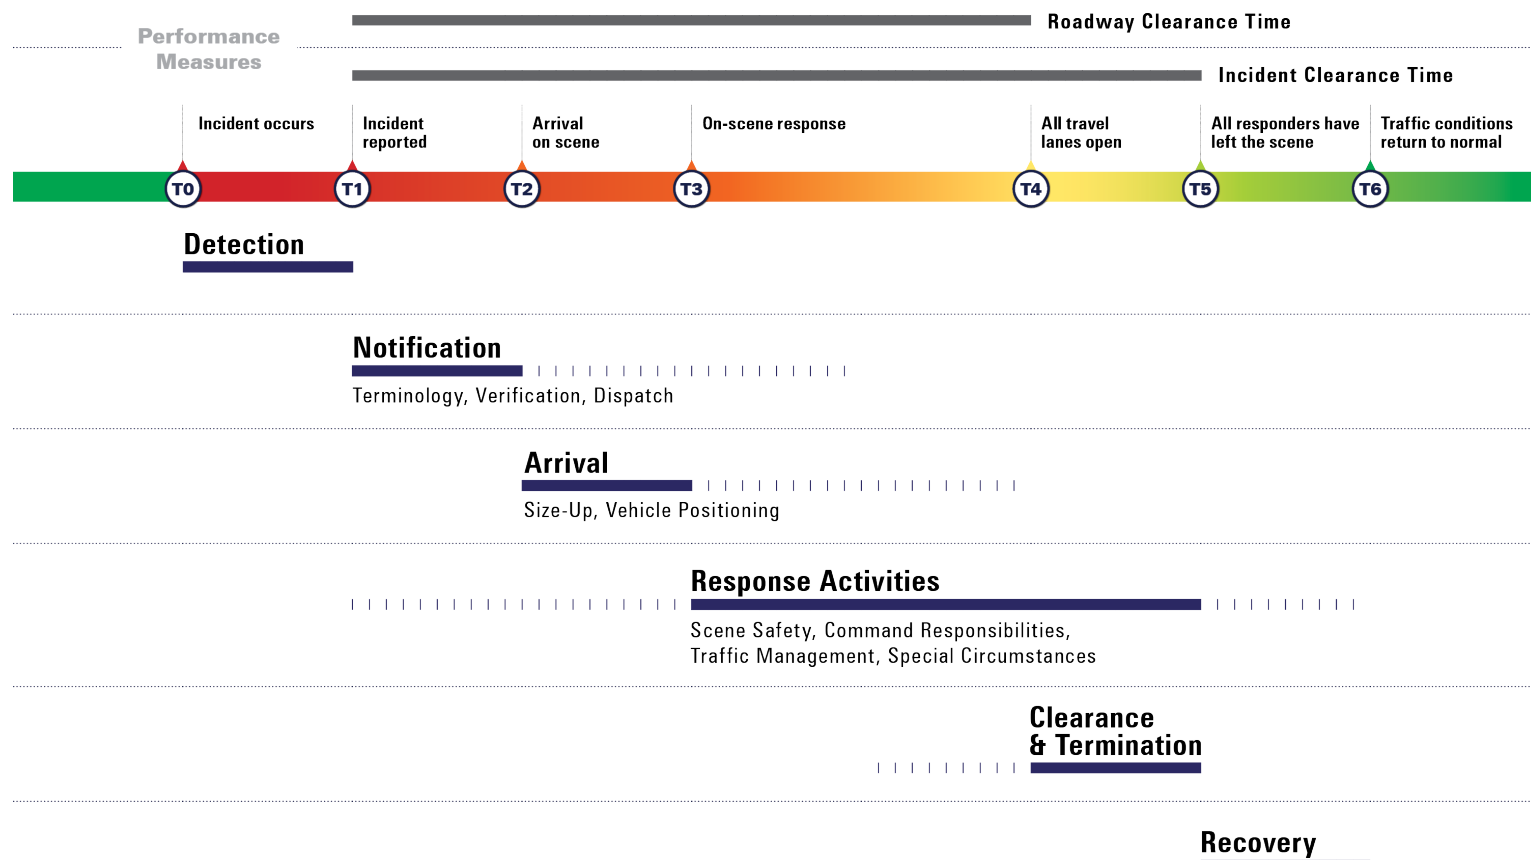 Roadway Clearance Time
Performance
Measures
Incident Clearance Time
Incident occurs
Incident
reported
Arrival
on scene
On-scene response
All travel
lanes open
All responders have
left the scene
Traffic conditions
return to normal
T0 T1 T2 T3 T4 T5 T6
Detection
Notification
Terminology, Verification, Dispatch
Arrival
Size-Up, Vehicle Positioning
Response Activities
Scene Safety, Command Responsibilities,
Traffic Management, Special Circumstances
Clearance
& Termination
Recovery